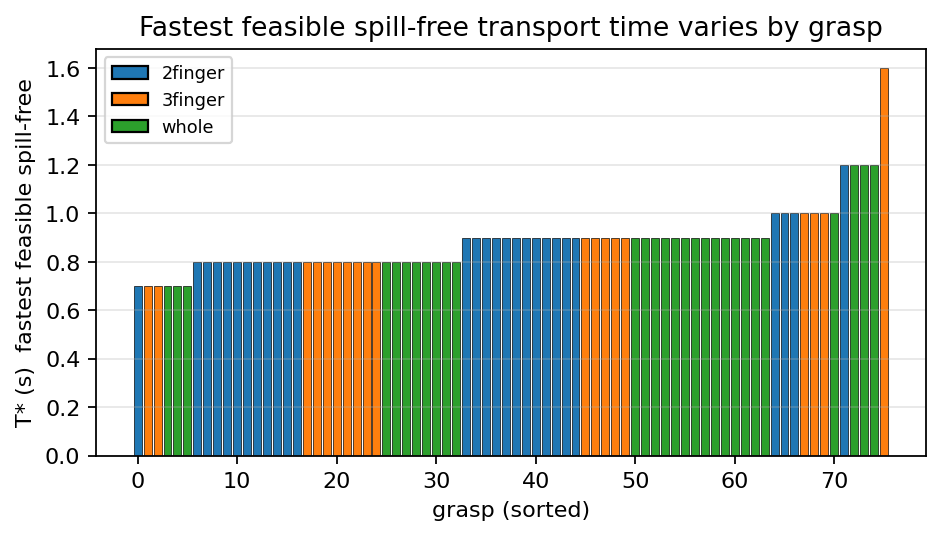 Fastest feasible spill-free transport time varies by grasp
2finger
3finger
whole
T* (s)  fastest feasible spill-free
1.6
1.4
1.2
1.0
0.8
0.6
0.4
0.2
0.0
0 10 20 30 40 50 60 70
grasp (sorted)